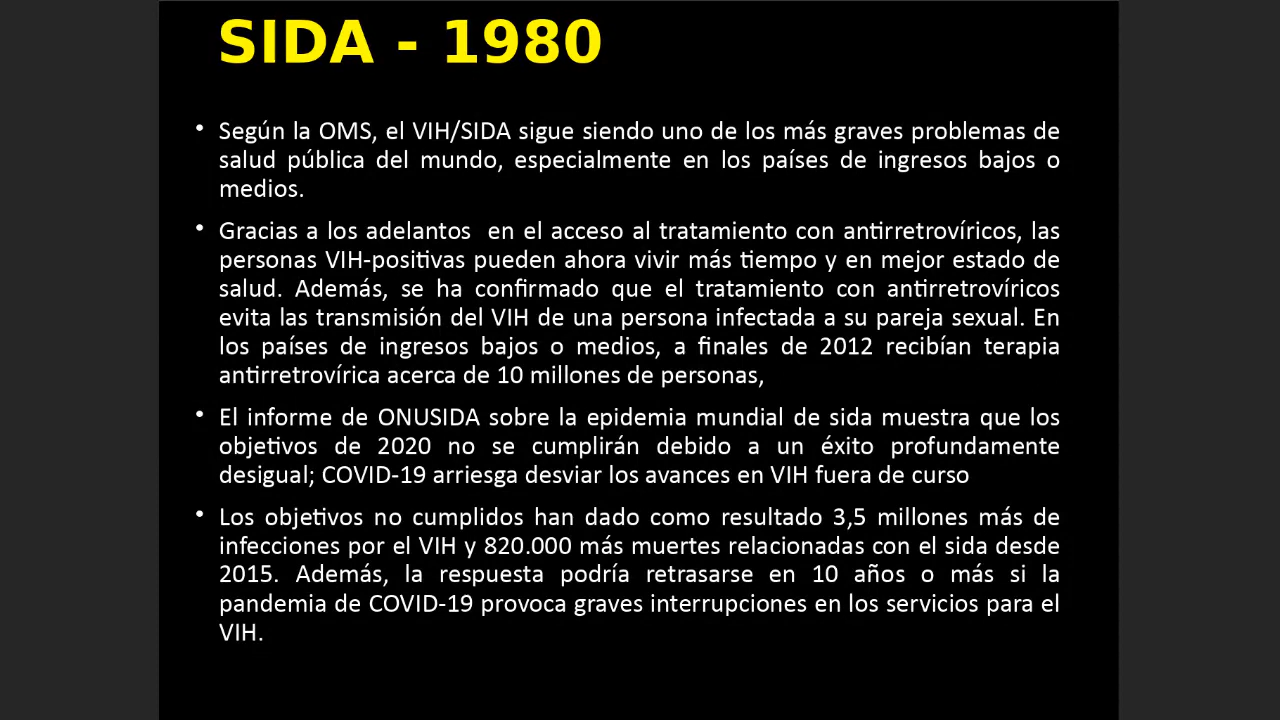 SIDA - 1980
• Según la OMS, el VIH/SIDA sigue siendo uno de los más graves problemas de
salud pública del mundo, especialmente en los países de ingresos bajos o
medios.
• Gracias a los adelantos  en el acceso al tratamiento con antirretrovíricos, las
personas VIH-positivas pueden ahora vivir más tiempo y en mejor estado de
salud. Además, se ha confirmado que el tratamiento con antirretrovíricos
evita las transmisión del VIH de una persona infectada a su pareja sexual. En
los países de ingresos bajos o medios, a finales de 2012 recibían terapia
antirretrovírica acerca de 10 millones de personas,
• El informe de ONUSIDA sobre la epidemia mundial de sida muestra que los
objetivos de 2020 no se cumplirán debido a un éxito profundamente
desigual; COVID-19 arriesga desviar los avances en VIH fuera de curso
• Los objetivos no cumplidos han dado como resultado 3,5 millones más de
infecciones por el VIH y 820.000 más muertes relacionadas con el sida desde
2015. Además, la respuesta podría retrasarse en 10 años o más si la
pandemia de COVID-19 provoca graves interrupciones en los servicios para el
VIH.